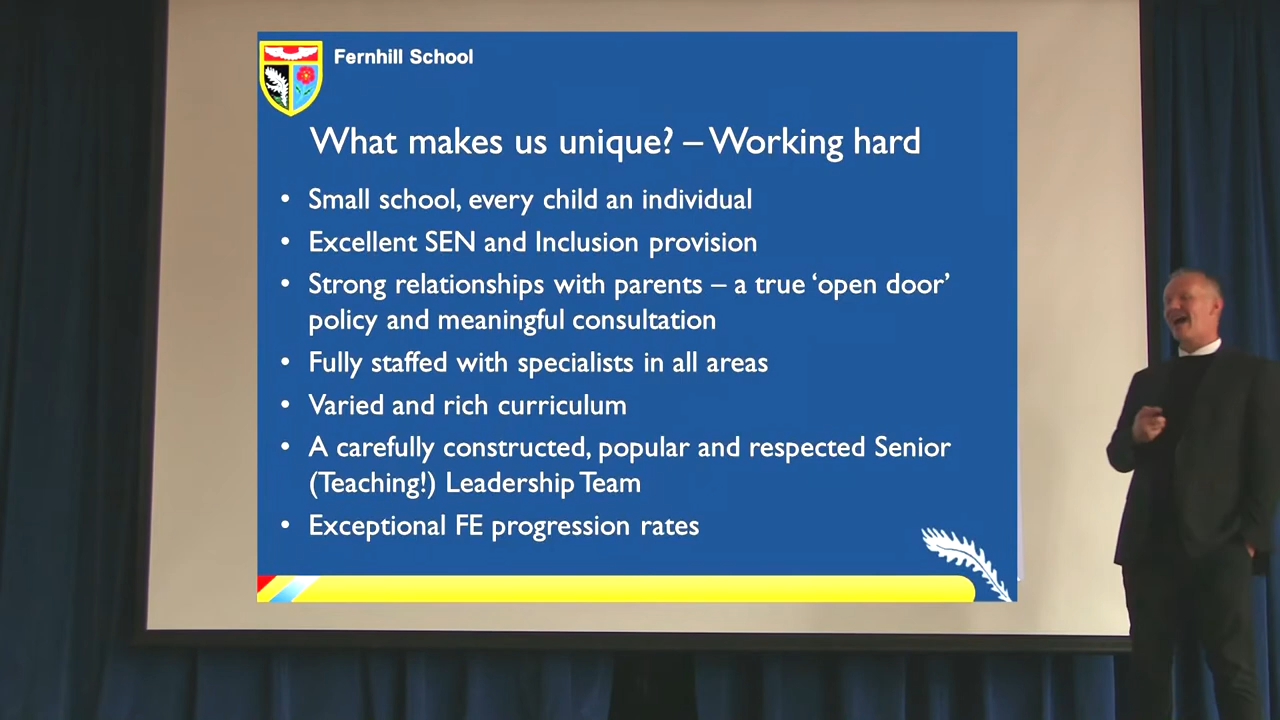 Fernhill School
What makes us unique? – Working hard
• Small school, every child an individual
• Excellent SEN and Inclusion provision
• Strong relationships with parents – a true ‘open door’
policy and meaningful consultation
• Fully staffed with specialists in all areas
• Varied and rich curriculum
• A carefully constructed, popular and respected Senior
(Teaching!) Leadership Team
• Exceptional FE progression rates